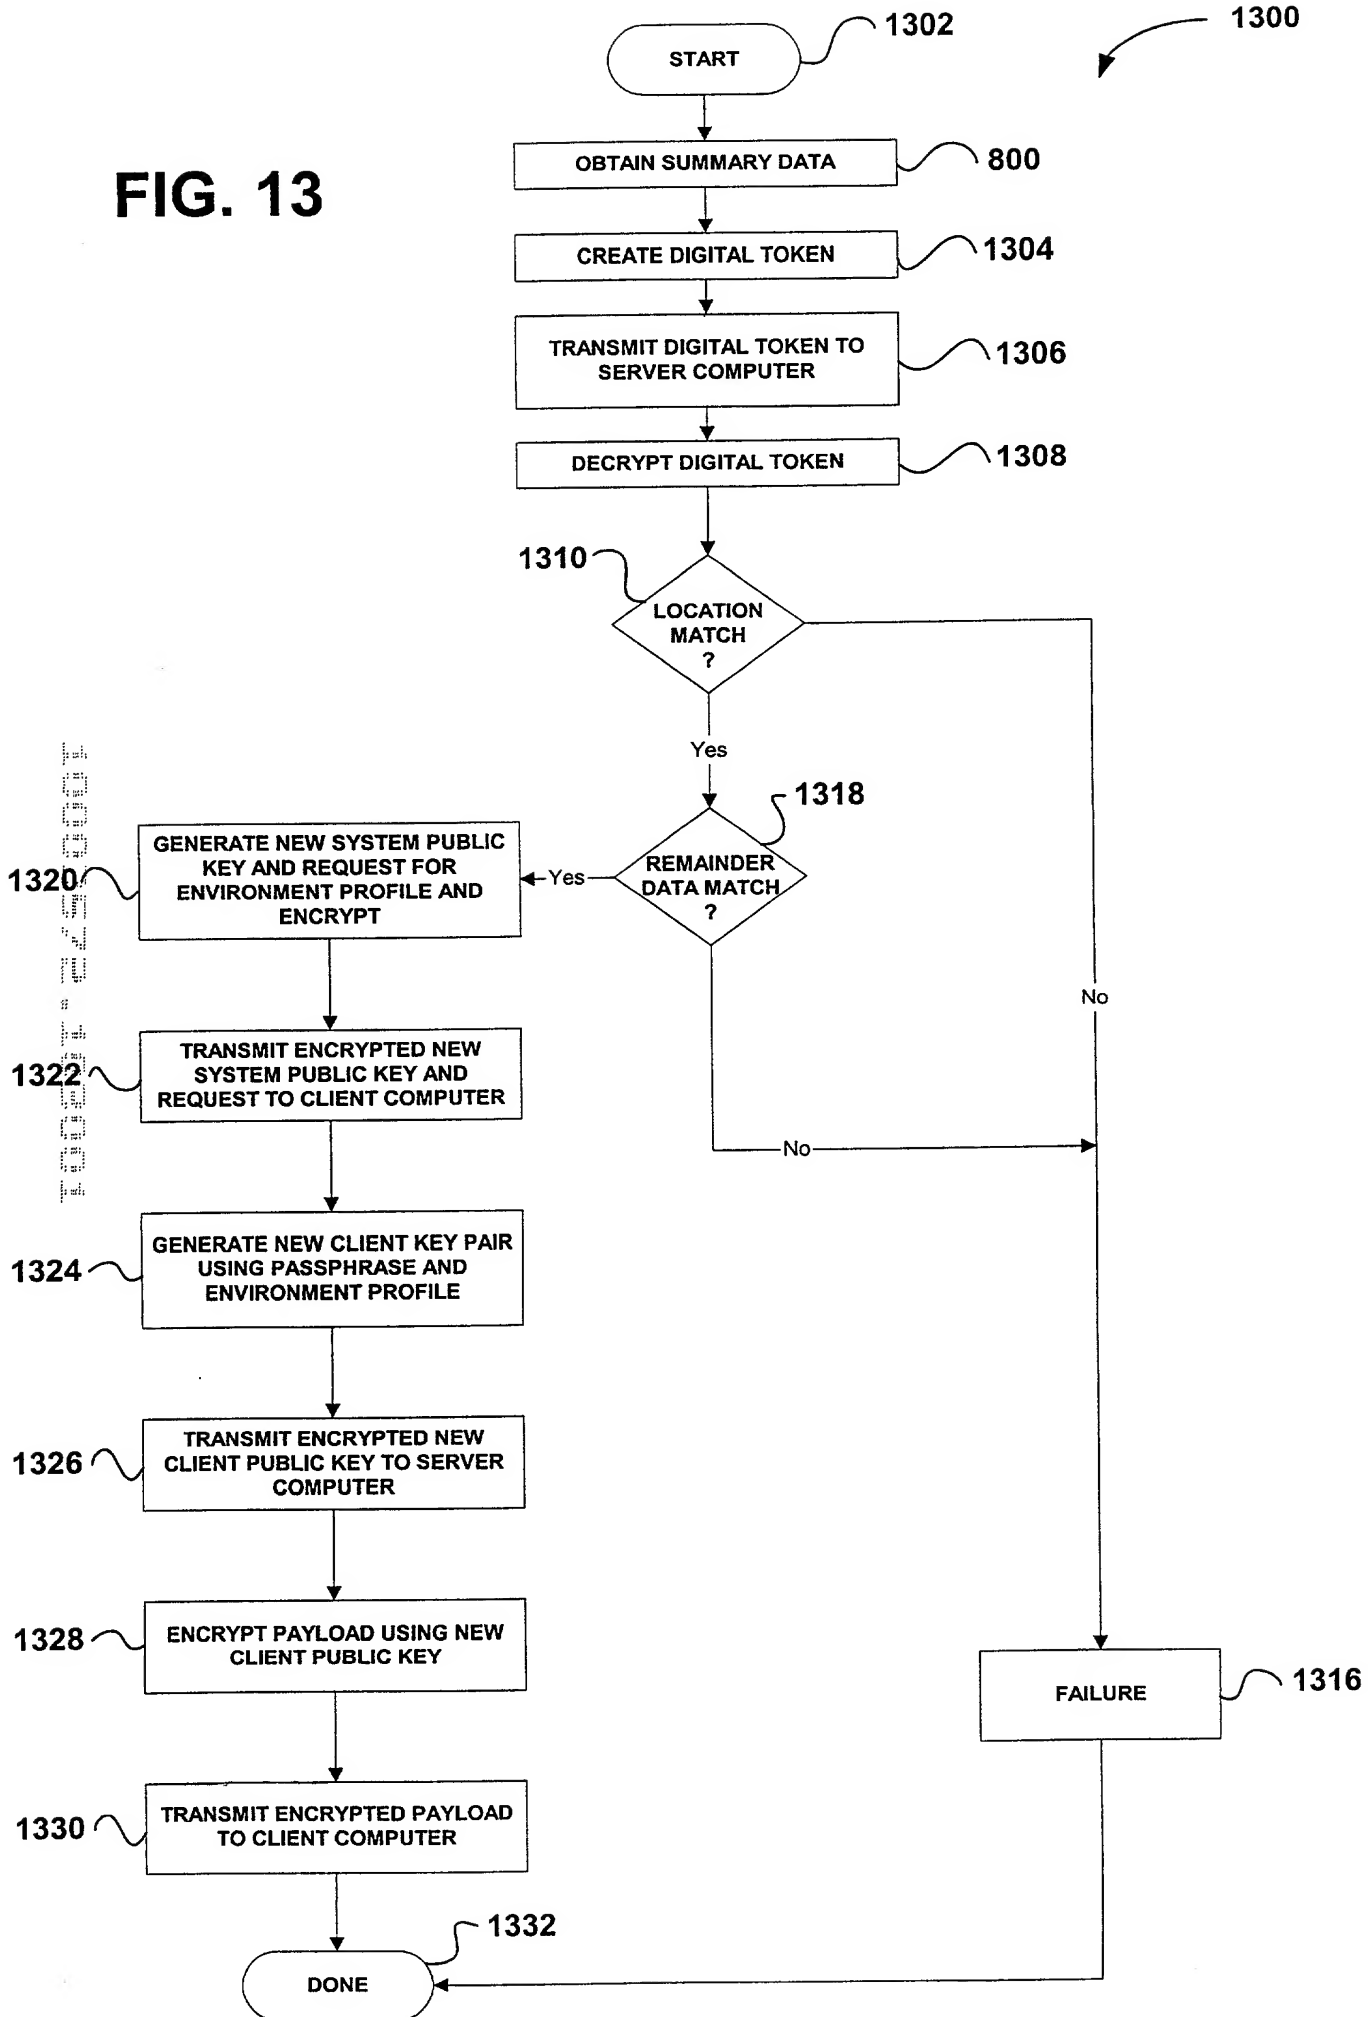 1302
1300
START
FIG. 13
OBTAIN SUMMARY DATA
800
CREATE DIGITAL TOKEN
1304
TRANSMIT DIGITAL TOKEN TO
SERVER COMPUTER
1306
DECRYPT DIGITAL TOKEN
1308
1310
LOCATION
MATCH
?
Yes
No
1318
REMAINDER
DATA MATCH
?
Yes
No
1320
GENERATE NEW SYSTEM PUBLIC
KEY AND REQUEST FOR
ENVIRONMENT PROFILE AND
ENCRYPT
1322
TRANSMIT ENCRYPTED NEW
SYSTEM PUBLIC KEY AND
REQUEST TO CLIENT COMPUTER
1324
GENERATE NEW CLIENT KEY PAIR
USING PASSPHRASE AND
ENVIRONMENT PROFILE
1326
TRANSMIT ENCRYPTED NEW
CLIENT PUBLIC KEY TO SERVER
COMPUTER
1328
ENCRYPT PAYLOAD USING NEW
CLIENT PUBLIC KEY
FAILURE
1316
1330
TRANSMIT ENCRYPTED PAYLOAD
TO CLIENT COMPUTER
1332
DONE